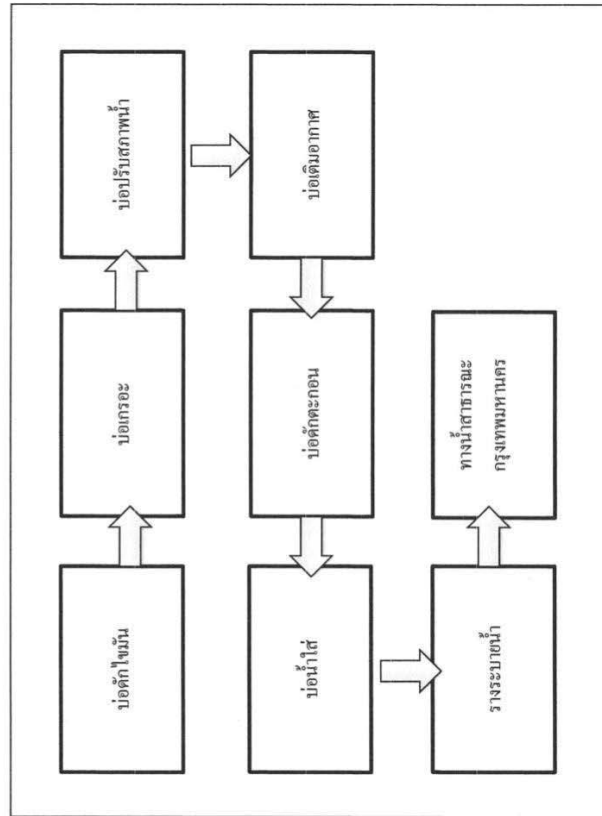 บ่อดักไขมัน
บ่อเกรอะ
บ่อปรับสภาพน้ำ
บ่อเติมอากาศ
บ่อดักตะกอน
บ่อน้ำใส่
รางระบายน้ำ
ทางน้ำสาธารณะ
กรุงเทพมหานคร